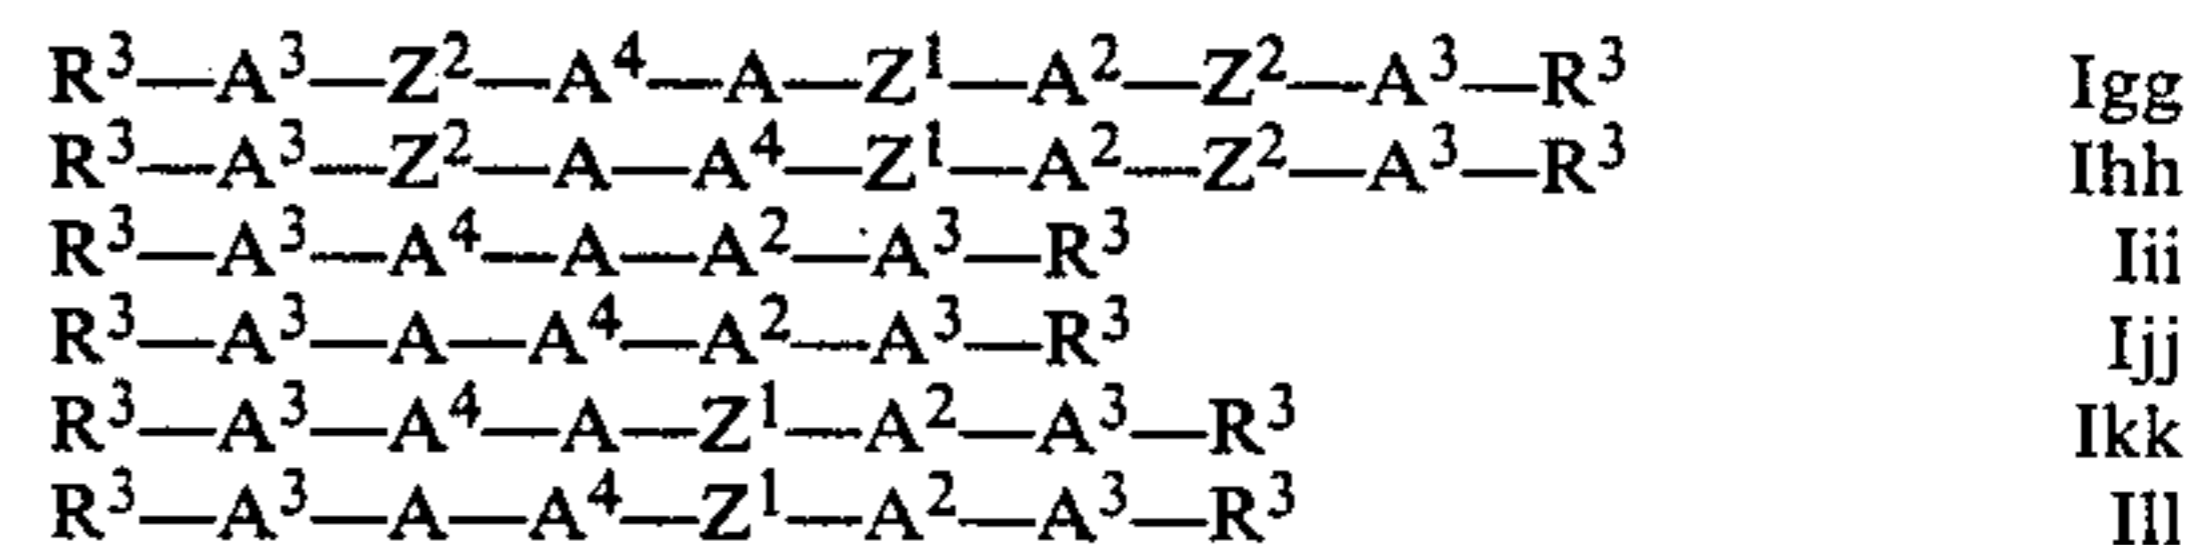 R³—A³—Z²—A⁴—A—Z¹—A²—Z²—A³—R³ Igg
R³—A³—Z²—A—A⁴—Z¹—A²—Z²—A³—R³ Ihh
R³—A³—A⁴—A—A²—A³—R³ Iii
R³—A³—A—A⁴—A²—A³—R³ Ijj
R³—A³—A⁴—A—Z¹—A²—A³—R³ Ikk
R³—A³—A—A⁴—Z¹—A²—A³—R³ Ill